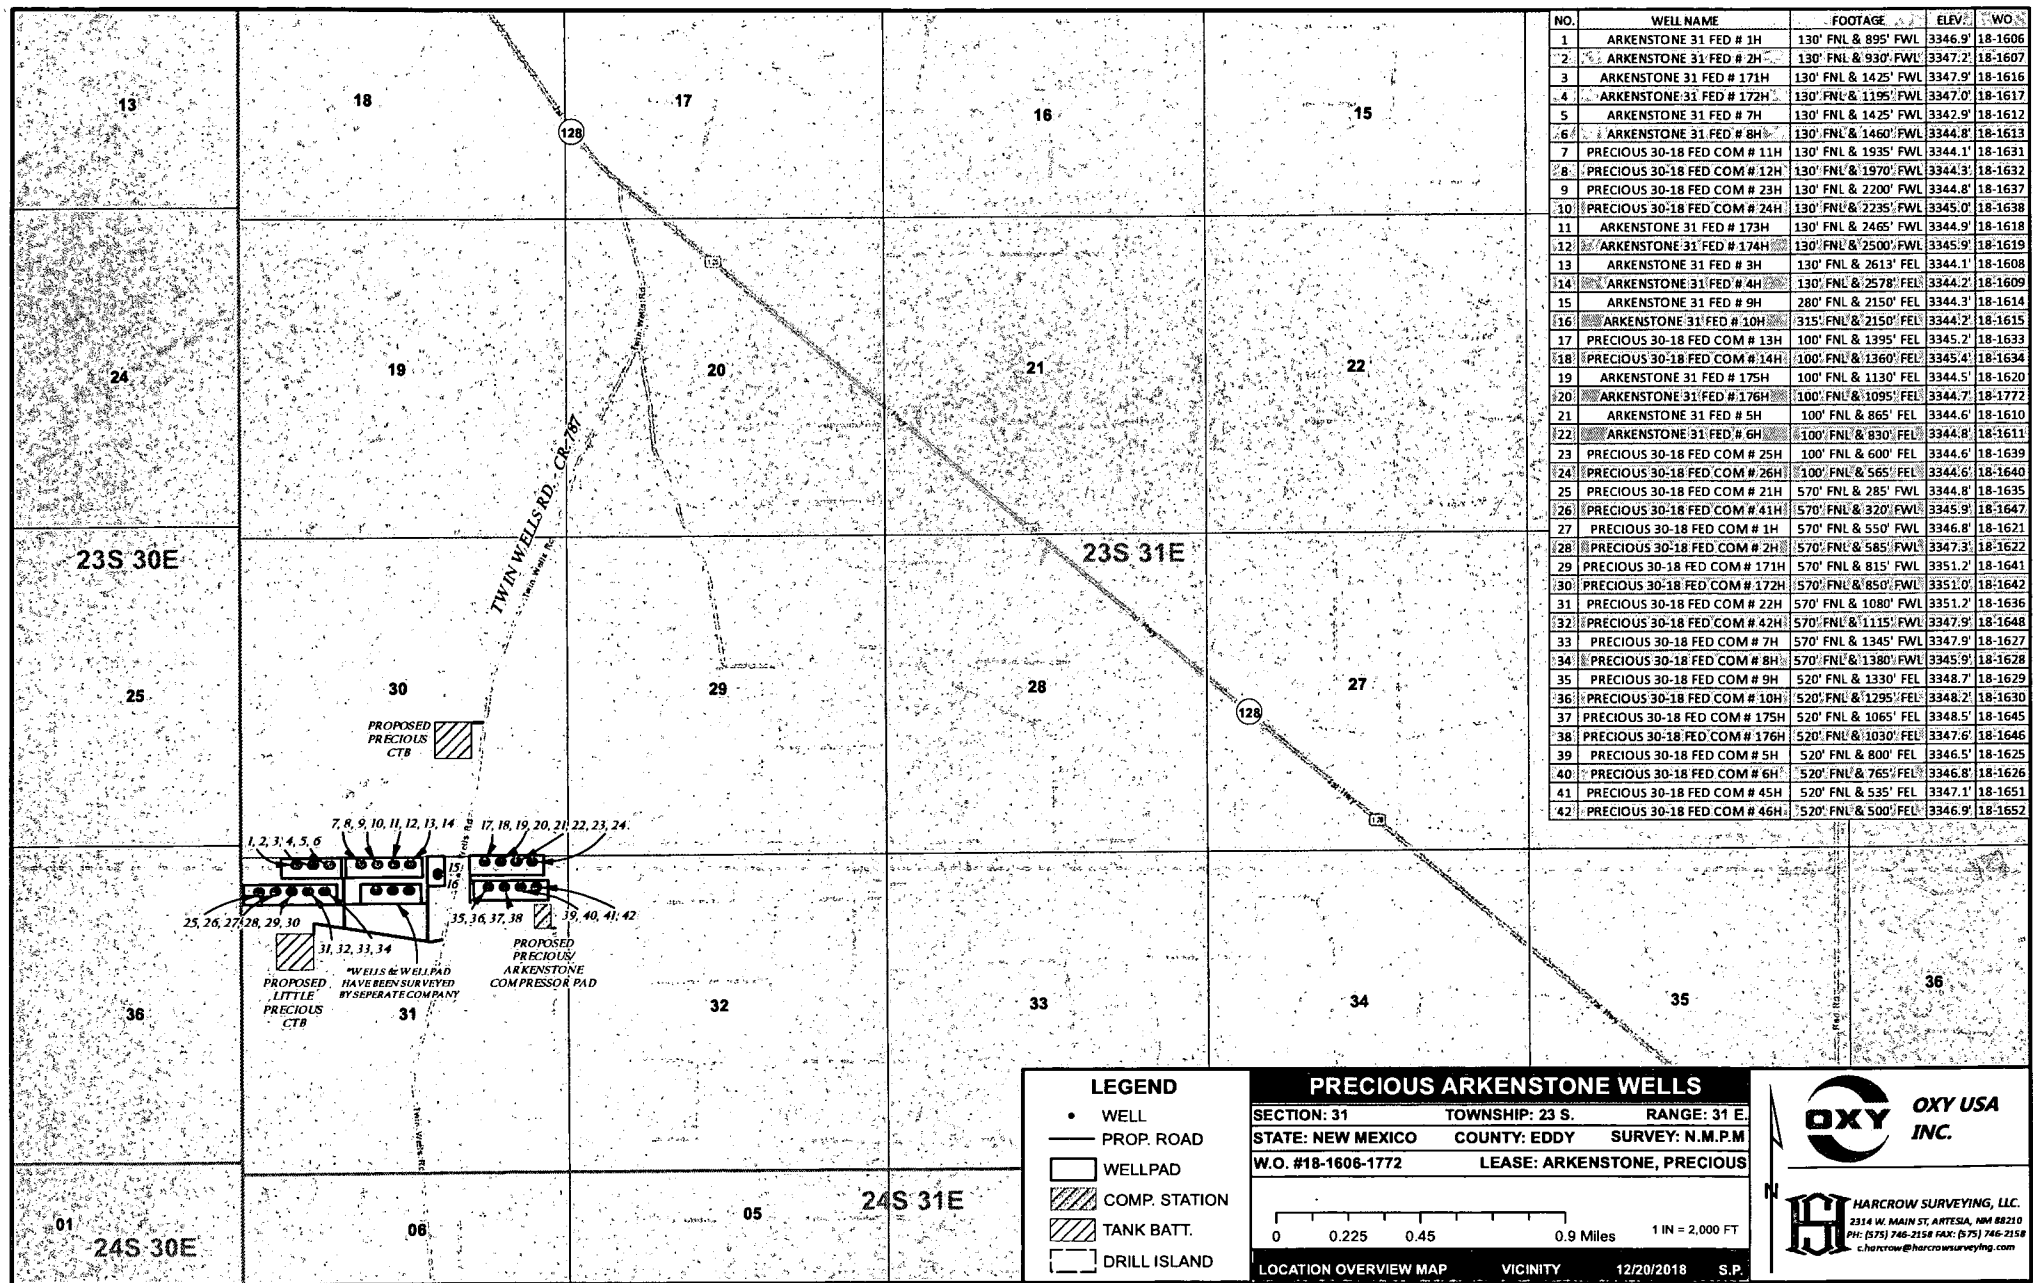 NO. WELL NAME FOOTAGE ELEV. WO
1 ARKENSTONE 31 FED # 1H 130' FNL & 895' FWL 3346.9' 18-1606
2 ARKENSTONE 31 FED # 2H 130' FNL & 930' FWL 3347.2' 18-1607
3 ARKENSTONE 31 FED # 171H 130' FNL & 1425' FWL 3347.9' 18-1616
4 ARKENSTONE 31 FED # 172H 130' FNL & 1195' FWL 3347.0' 18-1617
5 ARKENSTONE 31 FED # 7H 130' FNL & 1425' FWL 3342.9' 18-1612
6 ARKENSTONE 31 FED # 8H 130' FNL & 1460' FWL 3344.8' 18-1613
7 PRECIOUS 30-18 FED COM # 11H 130' FNL & 1935' FWL 3344.1' 18-1631
8 PRECIOUS 30-18 FED COM # 12H 130' FNL & 1970' FWL 3344.3' 18-1632
9 PRECIOUS 30-18 FED COM # 23H 130' FNL & 2200' FWL 3344.8' 18-1637
10 PRECIOUS 30-18 FED COM # 24H 130' FNL & 2235' FWL 3345.0' 18-1638
11 ARKENSTONE 31 FED # 173H 130' FNL & 2465' FWL 3344.9' 18-1618
12 ARKENSTONE 31 FED # 174H 130' FNL & 2500' FWL 3345.9' 18-1619
13 ARKENSTONE 31 FED # 3H 130' FNL & 2613' FEL 3344.1' 18-1608
14 ARKENSTONE 31 FED # 4H 130' FNL & 2578' FEL 3344.2' 18-1609
15 ARKENSTONE 31 FED # 9H 280' FNL & 2150' FEL 3344.3' 18-1614
16 ARKENSTONE 31 FED # 10H 315' FNL & 2150' FEL 3344.2' 18-1615
17 PRECIOUS 30-18 FED COM # 13H 100' FNL & 1395' FEL 3345.2' 18-1633
18 PRECIOUS 30-18 FED COM # 14H 100' FNL & 1360' FEL 3345.4' 18-1634
19 ARKENSTONE 31 FED # 175H 100' FNL & 1130' FEL 3344.5' 18-1620
20 ARKENSTONE 31 FED # 176H 100' FNL & 1095' FEL 3344.7' 18-1772
21 ARKENSTONE 31 FED # 5H 100' FNL & 865' FEL 3344.6' 18-1610
22 ARKENSTONE 31 FED # 6H 100' FNL & 830' FEL 3344.8' 18-1611
23 PRECIOUS 30-18 FED COM # 25H 100' FNL & 600' FEL 3344.6' 18-1639
24 PRECIOUS 30-18 FED COM # 26H 100' FNL & 565' FEL 3344.6' 18-1640
25 PRECIOUS 30-18 FED COM # 21H 570' FNL & 285' FWL 3344.8' 18-1635
26 PRECIOUS 30-18 FED COM # 41H 570' FNL & 320' FWL 3345.9' 18-1647
27 PRECIOUS 30-18 FED COM # 1H 570' FNL & 550' FWL 3346.8' 18-1621
28 PRECIOUS 30-18 FED COM # 2H 570' FNL & 585' FWL 3347.3' 18-1622
29 PRECIOUS 30-18 FED COM # 171H 570' FNL & 815' FWL 3351.2' 18-1641
30 PRECIOUS 30-18 FED COM # 172H 570' FNL & 850' FWL 3351.0' 18-1642
31 PRECIOUS 30-18 FED COM # 22H 570' FNL & 1080' FWL 3351.2' 18-1636
32 PRECIOUS 30-18 FED COM # 42H 570' FNL & 1115' FWL 3347.9' 18-1648
33 PRECIOUS 30-18 FED COM # 7H 570' FNL & 1345' FWL 3347.9' 18-1627
34 PRECIOUS 30-18 FED COM # 8H 570' FNL & 1380' FWL 3345.9' 18-1628
35 PRECIOUS 30-18 FED COM # 9H 520' FNL & 1330' FEL 3348.7' 18-1629
36 PRECIOUS 30-18 FED COM # 10H 520' FNL & 1295' FEL 3348.2' 18-1630
37 PRECIOUS 30-18 FED COM # 175H 520' FNL & 1065' FEL 3348.5' 18-1645
38 PRECIOUS 30-18 FED COM # 176H 520' FNL & 1030' FEL 3347.6' 18-1646
39 PRECIOUS 30-18 FED COM # 5H 520' FNL & 800' FEL 3346.5' 18-1625
40 PRECIOUS 30-18 FED COM # 6H 520' FNL & 765' FEL 3346.8' 18-1626
41 PRECIOUS 30-18 FED COM # 45H 520' FNL & 535' FEL 3347.1' 18-1651
42 PRECIOUS 30-18 FED COM # 46H 520' FNL & 500' FEL 3346.9' 18-1652
13 18 17 16 15
128
24 19 20 21 22
Twin Wells Rd
TWIN WELLS RD. CR-787
Twin Wells Rd
23S 30E
23S 31E
25 30 29 28 27
128
128
PROPOSED
PRECIOUS
CTB
1, 2, 3, 4, 5, 6
7, 8, 9, 10, 11, 12, 13, 14
17, 18, 19, 20, 21, 22, 23, 24
15
16
25, 26, 27, 28, 29, 30
31, 32, 33, 34
35, 36, 37, 38
39, 40, 41, 42
PROPOSED
LITTLE
PRECIOUS
CTB
*WELLS & WELLPAD
HAVE BEEN SURVEYED
BY SEPERATE COMPANY
PROPOSED
PRECIOUS/
ARKENSTONE
COMPRESSOR PAD
36 31 32 33 34 35 36
Twin Wells Rd
01 06 05
24S 30E
24S 31E
LEGEND
WELL
PROP. ROAD
WELLPAD
COMP. STATION
TANK BATT.
DRILL ISLAND
PRECIOUS ARKENSTONE WELLS
SECTION: 31 TOWNSHIP: 23 S. RANGE: 31 E.
STATE: NEW MEXICO COUNTY: EDDY SURVEY: N.M.P.M
W.O. #18-1606-1772 LEASE: ARKENSTONE, PRECIOUS
0 0.225 0.45 0.9 Miles 1 IN = 2,000 FT
LOCATION OVERVIEW MAP VICINITY 12/20/2018 S.P.
N
OXY
OXY USA
INC.
HARCROW SURVEYING, LLC.
2314 W. MAIN ST, ARTESIA, NM 88210
PH: (575) 746-2158 FAX: (575) 746-2158
c.harcrow@harcrowsurveying.com